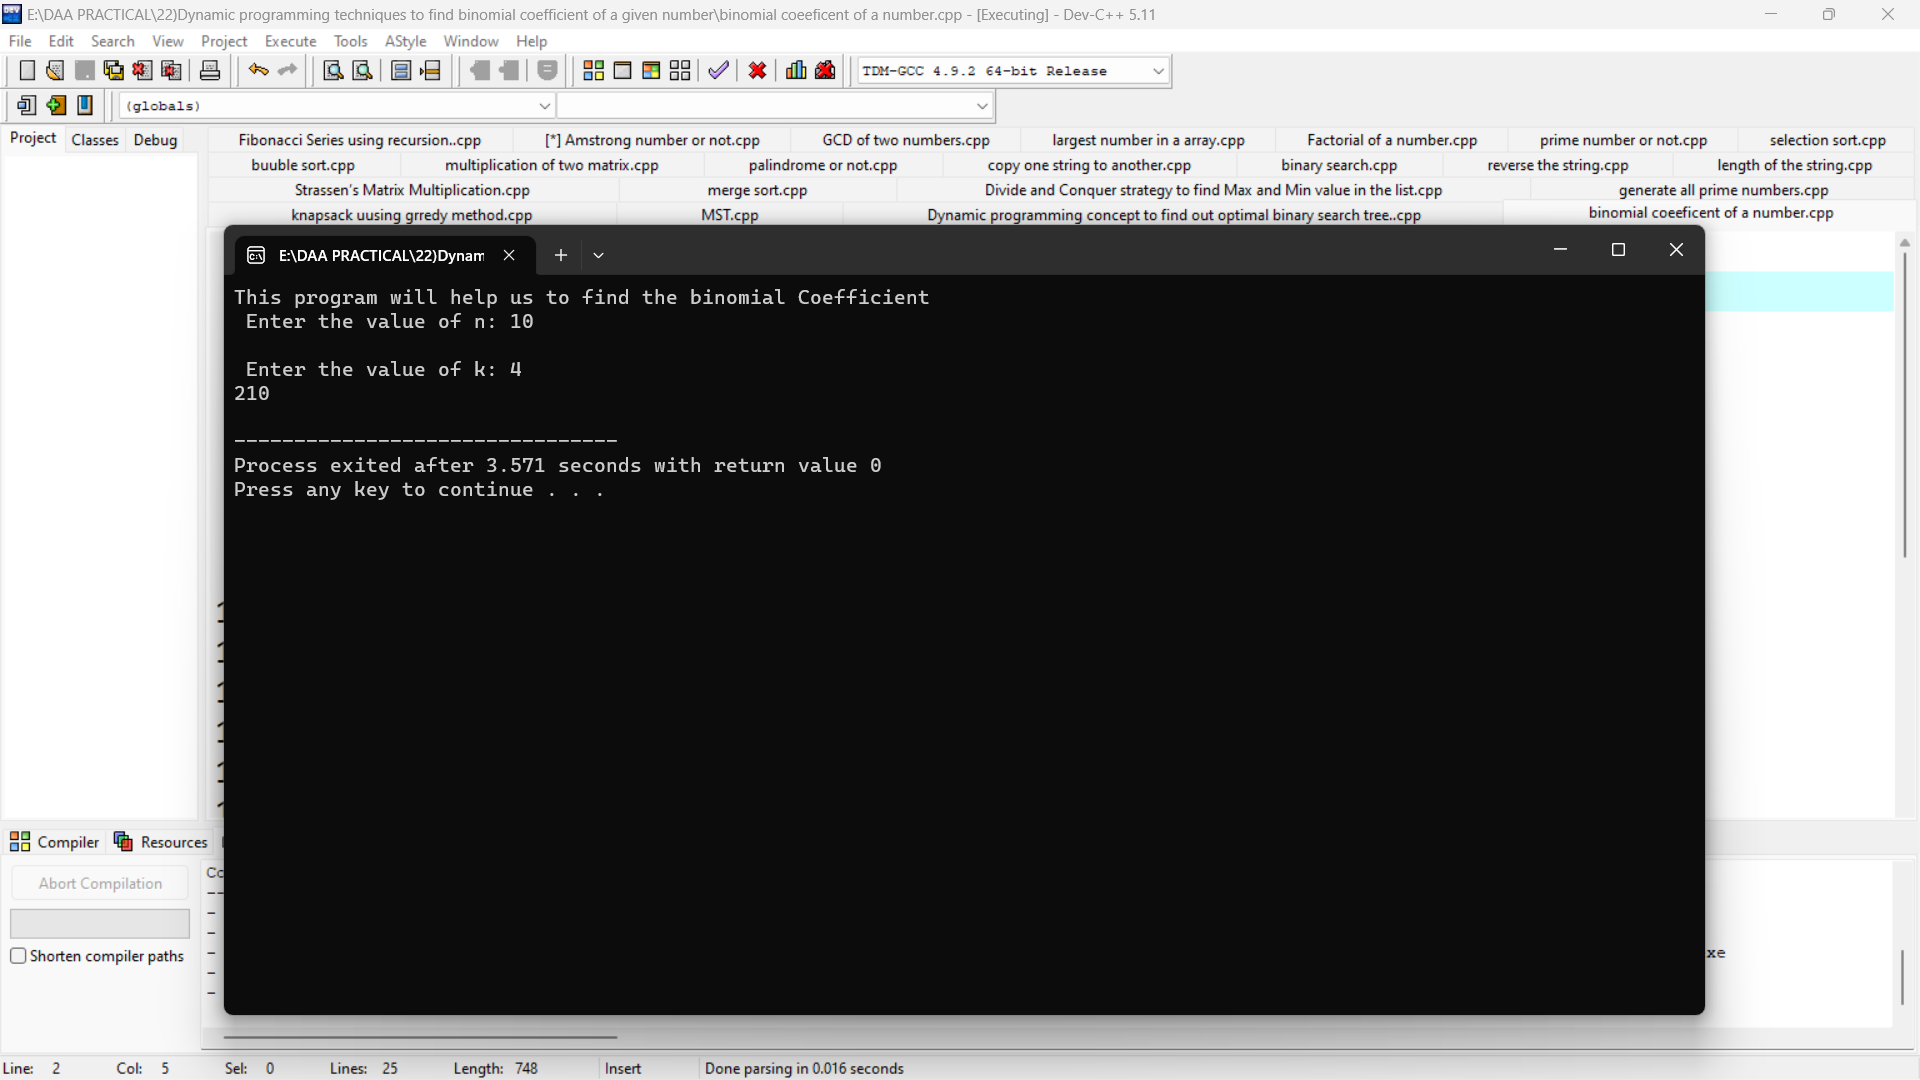 E:\DAA PRACTICAL\22)Dynamic programming techniques to find binomial coefficient of a given number\binomial coeeficent of a number.cpp - [Executing] - Dev-C++ 5.11
File Edit Search View Project Execute Tools AStyle Window Help
TDM-GCC 4.9.2 64-bit Release
(globals)
Project Classes Debug
Fibonacci Series using recursion..cpp [*] Amstrong number or not.cpp GCD of two numbers.cpp largest number in a array.cpp Factorial of a number.cpp prime number or not.cpp selection sort.cpp
buuble sort.cpp multiplication of two matrix.cpp palindrome or not.cpp copy one string to another.cpp binary search.cpp reverse the string.cpp length of the string.cpp
Strassen's Matrix Multiplication.cpp merge sort.cpp Divide and Conquer strategy to find Max and Min value in the list.cpp generate all prime numbers.cpp
knapsack uusing grredy method.cpp MST.cpp Dynamic programming concept to find out optimal binary search tree..cpp binomial coeeficent of a number.cpp
E:\DAA PRACTICAL\22)Dynam
This program will help us to find the binomial Coefficient
Enter the value of n: 10
Enter the value of k: 4
210
--------------------------------
Process exited after 3.571 seconds with return value 0
Press any key to continue . . .
Compiler Resources
Abort Compilation
Shorten compiler paths
xe
Line: 2 Col: 5 Sel: 0 Lines: 25 Length: 748 Insert Done parsing in 0.016 seconds